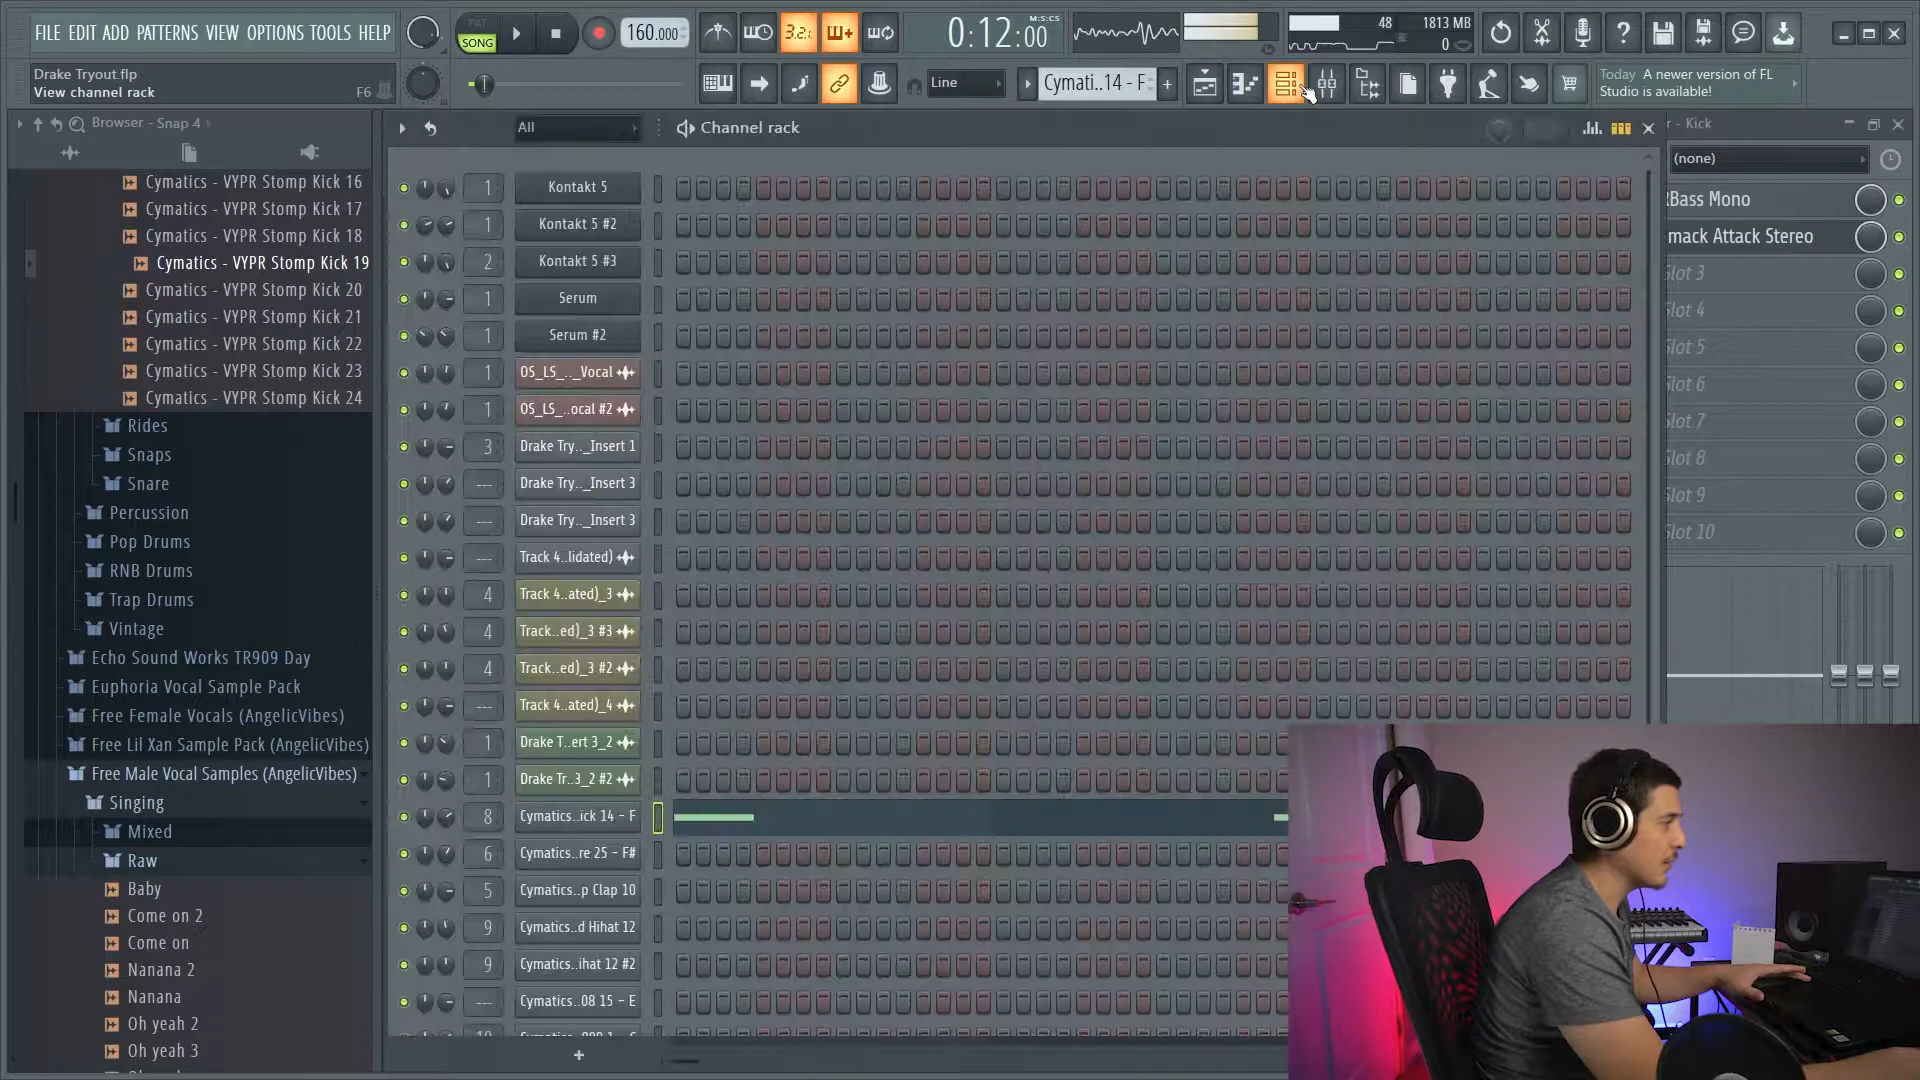 FILE EDIT ADD PATTERNS VIEW OPTIONS TOOLS HELP
PAT
SONG
160.000
3.2.
0:12:00
M:S:CS
48
1813 MB
0
Drake Tryout.flp
View channel rack
F6
Line
Cymati..14 - F
+
Today A newer version of FL
Studio is available!
Browser - Snap 4
All
Channel rack
r - Kick
(none)
Cymatics - VYPR Stomp Kick 16
Cymatics - VYPR Stomp Kick 17
Cymatics - VYPR Stomp Kick 18
Cymatics - VYPR Stomp Kick 19
Cymatics - VYPR Stomp Kick 20
Cymatics - VYPR Stomp Kick 21
Cymatics - VYPR Stomp Kick 22
Cymatics - VYPR Stomp Kick 23
Cymatics - VYPR Stomp Kick 24
Rides
Snaps
Snare
Percussion
Pop Drums
RNB Drums
Trap Drums
Vintage
Echo Sound Works TR909 Day
Euphoria Vocal Sample Pack
Free Female Vocals (AngelicVibes)
Free Lil Xan Sample Pack (AngelicVibes)
Free Male Vocal Samples (AngelicVibes)
Singing
Mixed
Raw
Baby
Come on 2
Come on
Nanana 2
Nanana
Oh yeah 2
Oh yeah 3
1 Kontakt 5
1 Kontakt 5 #2
2 Kontakt 5 #3
1 Serum
1 Serum #2
1 OS_LS_.._Vocal
1 OS_LS_..ocal #2
3 Drake Try.._Insert 1
--- Drake Try.._Insert 3
--- Drake Try.._Insert 3
--- Track 4..lidated)
4 Track 4..ated)_3
4 Track..ed)_3 #3
4 Track..ed)_3 #2
--- Track 4..ated)_4
1 Drake T..ert 3_2
1 Drake Tr..3_2 #2
8 Cymatics..ick 14 - F
6 Cymatics..re 25 - F#
5 Cymatics..p Clap 10
9 Cymatics..d Hihat 12
9 Cymatics..ihat 12 #2
--- Cymatics..08 15 - E
+
RBass Mono
mack Attack Stereo
Slot 3
Slot 4
Slot 5
Slot 6
Slot 7
Slot 8
Slot 9
Slot 10